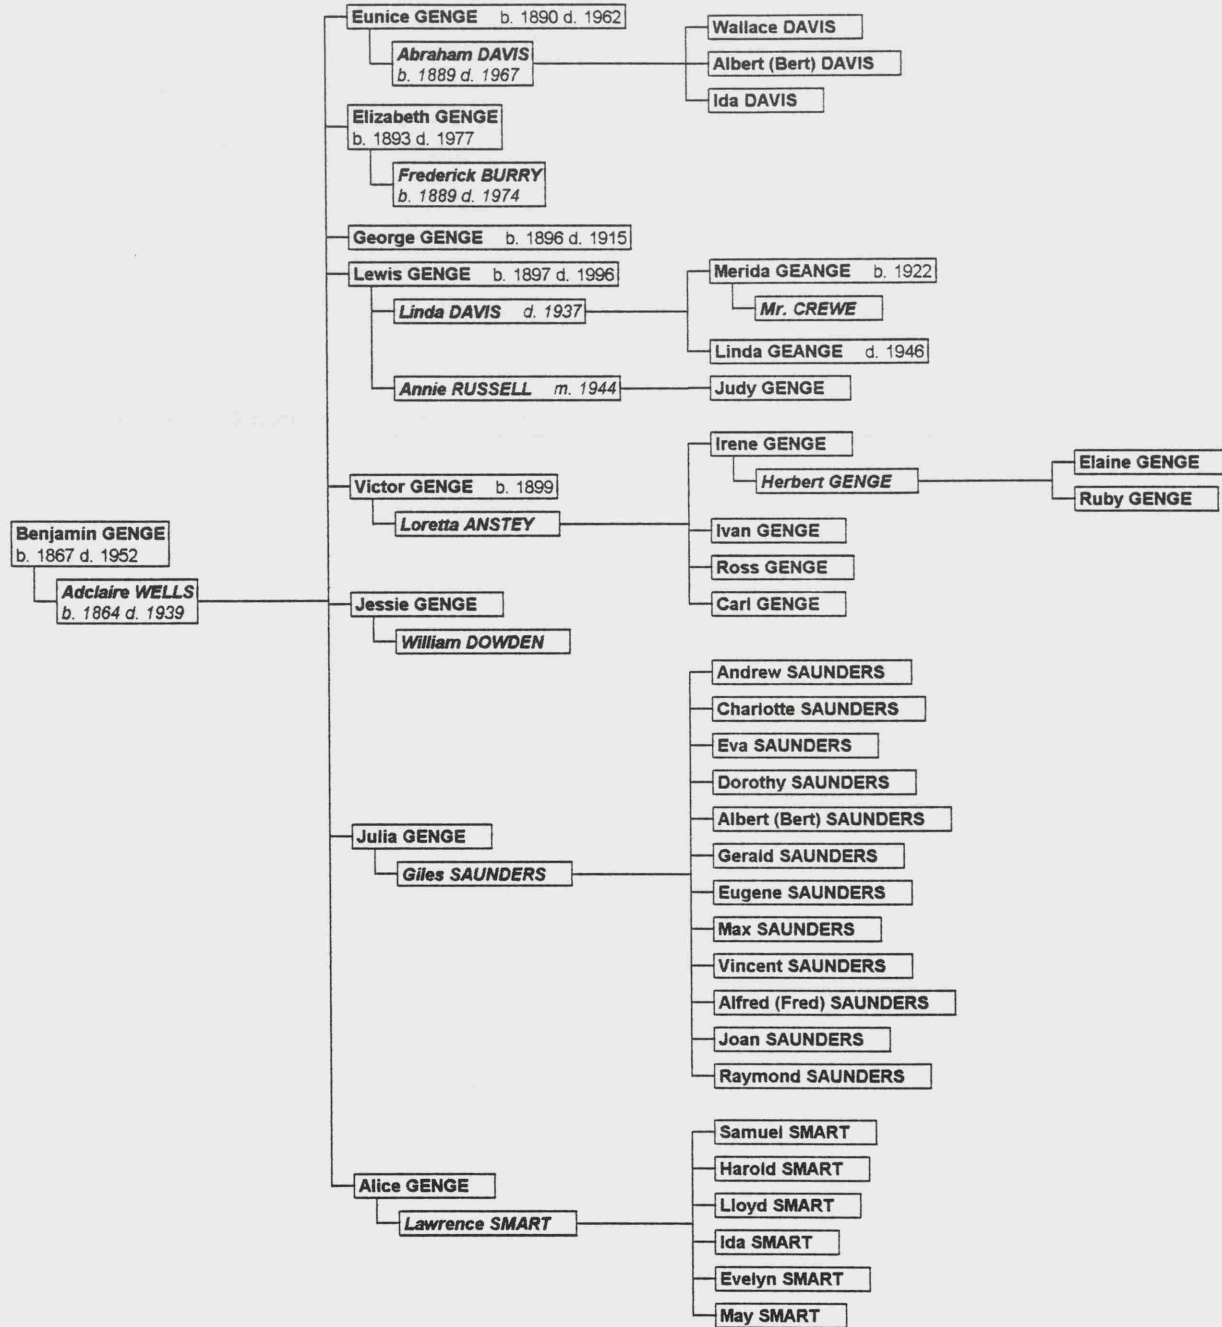 Eunice GENGE b. 1890 d. 1962
Abraham DAVIS
b. 1889 d. 1967
Wallace DAVIS
Albert (Bert) DAVIS
Ida DAVIS
Elizabeth GENGE
b. 1893 d. 1977
Frederick BURRY
b. 1889 d. 1974
George GENGE b. 1896 d. 1915
Lewis GENGE b. 1897 d. 1996
Linda DAVIS d. 1937
Merida GEANGE b. 1922
Mr. CREWE
Linda GEANGE d. 1946
Annie RUSSELL m. 1944
Judy GENGE
Victor GENGE b. 1899
Loretta ANSTEY
Irene GENGE
Herbert GENGE
Elaine GENGE
Ruby GENGE
Ivan GENGE
Ross GENGE
Carl GENGE
Benjamin GENGE
b. 1867 d. 1952
Adclaire WELLS
b. 1864 d. 1939
Jessie GENGE
William DOWDEN
Julia GENGE
Giles SAUNDERS
Andrew SAUNDERS
Charlotte SAUNDERS
Eva SAUNDERS
Dorothy SAUNDERS
Albert (Bert) SAUNDERS
Gerald SAUNDERS
Eugene SAUNDERS
Max SAUNDERS
Vincent SAUNDERS
Alfred (Fred) SAUNDERS
Joan SAUNDERS
Raymond SAUNDERS
Alice GENGE
Lawrence SMART
Samuel SMART
Harold SMART
Lloyd SMART
Ida SMART
Evelyn SMART
May SMART